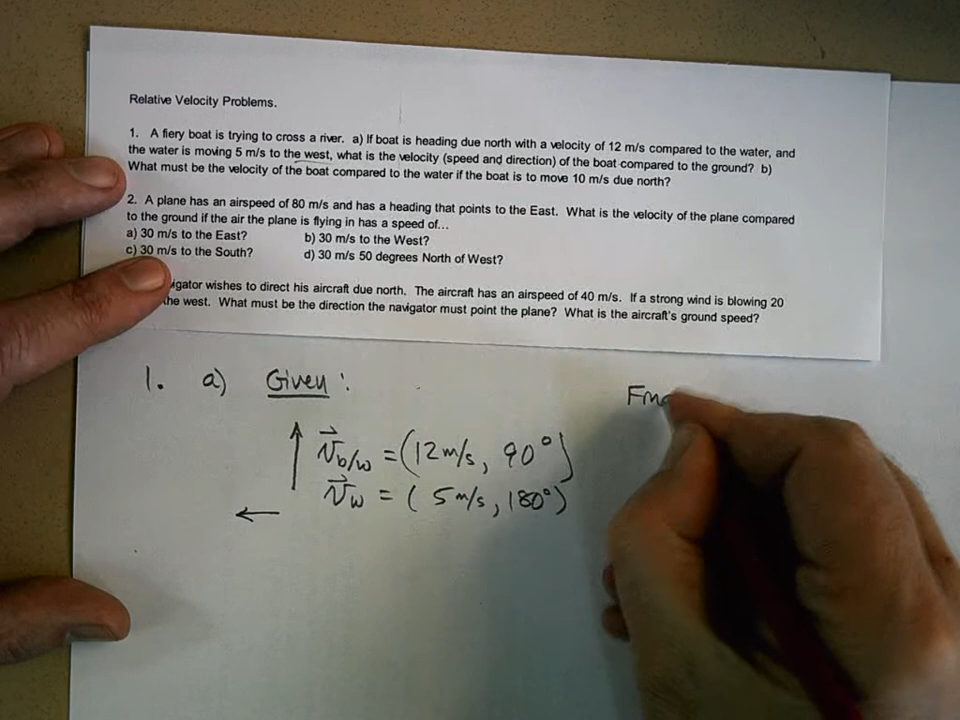 Relative Velocity Problems.
1. A fiery boat is trying to cross a river. a) If boat is heading due north with a velocity of 12 m/s compared to the water, and
the water is moving 5 m/s to the west, what is the velocity (speed and direction) of the boat compared to the ground? b)
What must be the velocity of the boat compared to the water if the boat is to move 10 m/s due north?
2. A plane has an airspeed of 80 m/s and has a heading that points to the East. What is the velocity of the plane compared
to the ground if the air the plane is flying in has a speed of...
a) 30 m/s to the East? b) 30 m/s to the West?
c) 30 m/s to the South? d) 30 m/s 50 degrees North of West?
wishes to direct his aircraft due north. The aircraft has an airspeed of 40 m/s. If a strong wind is blowing 20
the west. What must be the direction the navigator must point the plane? What is the aircraft's ground speed?
1. a) Given:
V⃗b/w = (12 m/s, 90°)
V⃗w = (5 m/s, 180°)